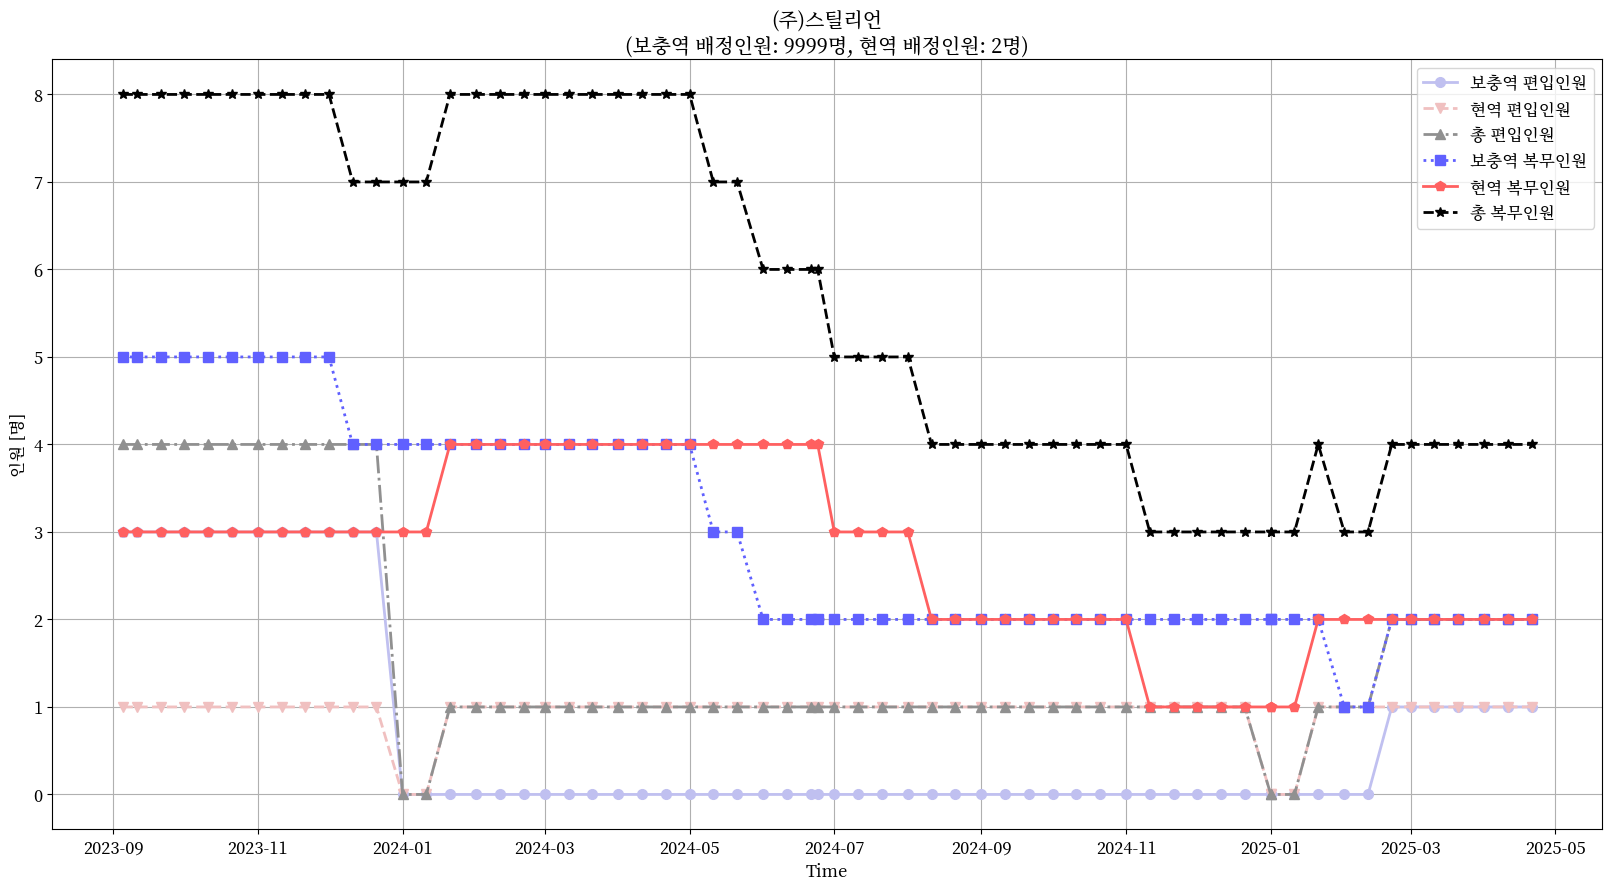 (주)스틸리언
(보충역 배정인원: 9999명, 현역 배정인원: 2명)
보충역 편입인원
현역 편입인원
총 편입인원
보충역 복무인원
현역 복무인원
총 복무인원
인원 [명]
8
7
6
5
4
3
2
1
0
2023-09 2023-11 2024-01 2024-03 2024-05 2024-07 2024-09 2024-11 2025-01 2025-03 2025-05
Time